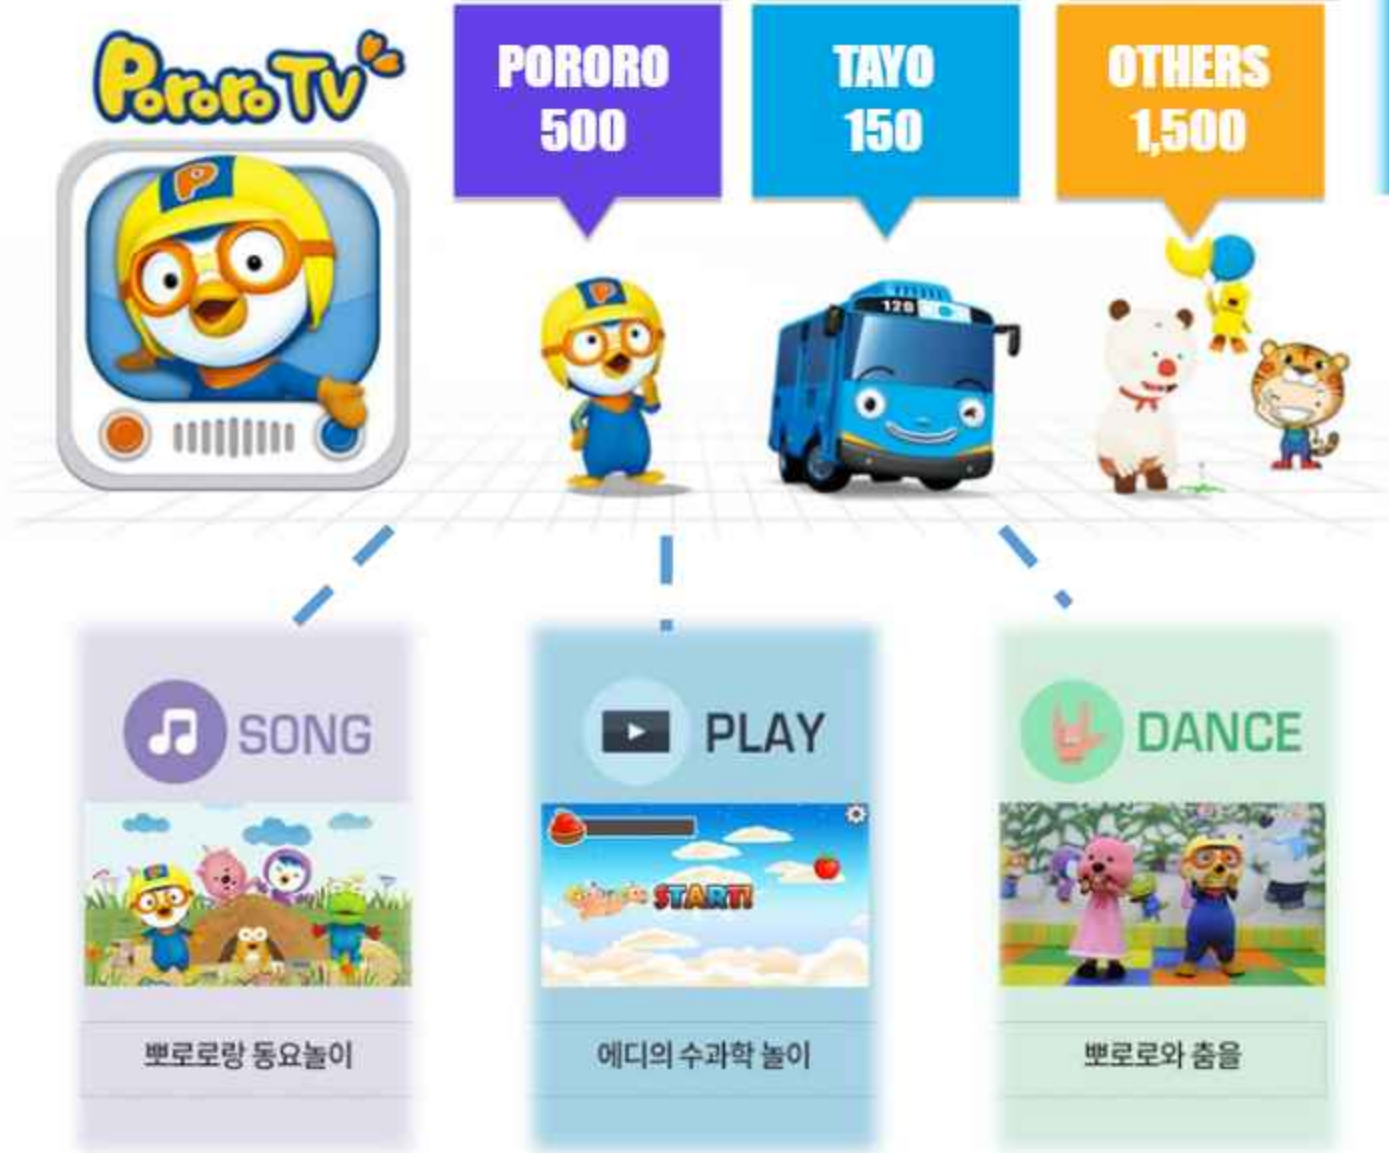 Pororo TV
PORORO
500
TAYO
150
OTHERS
1,500
P
P
120
SONG
PLAY
DANCE
START!
뽀로로랑 동요놀이
에디의 수과학 놀이
뽀로로와 춤을